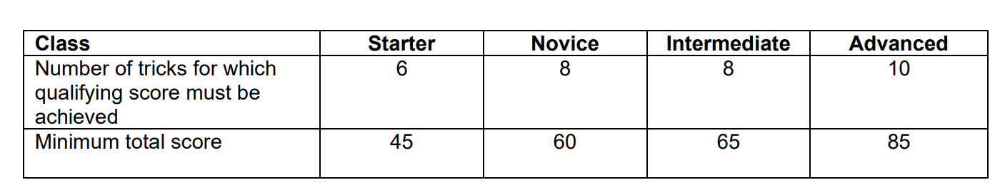 Class Starter Novice Intermediate Advanced
Number of tricks for which 6 8 8 10
qualifying score must be
achieved
Minimum total score 45 60 65 85